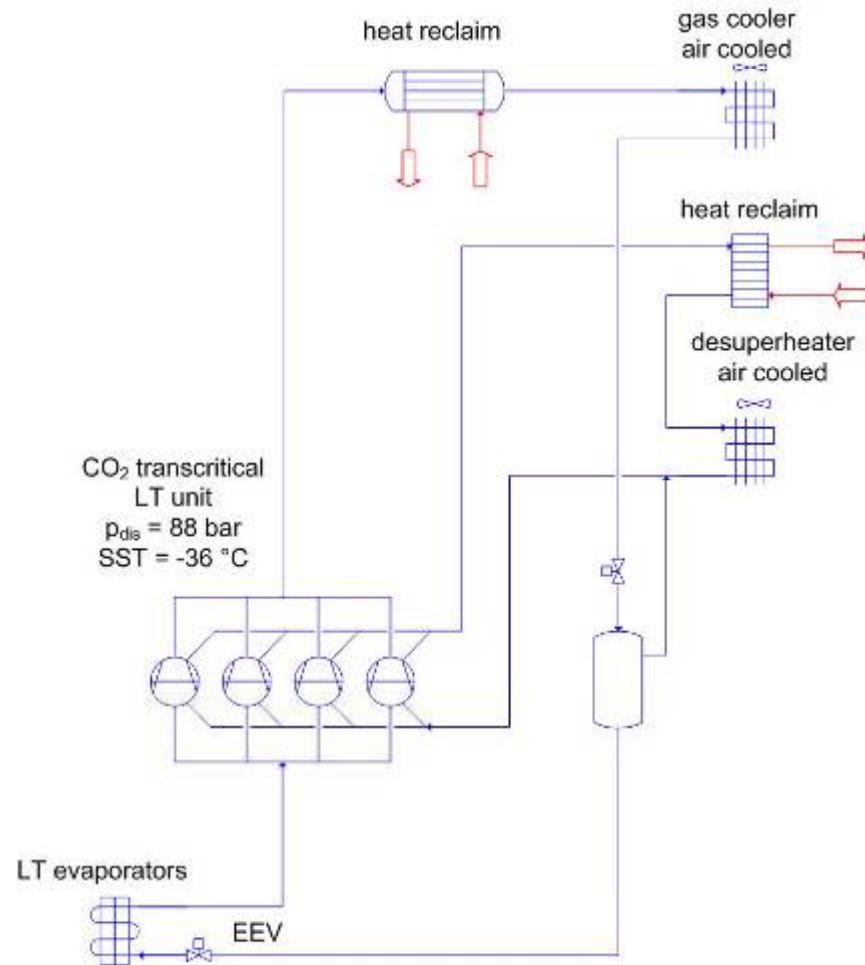 heat reclaim
gas cooler
air cooled
heat reclaim
desuperheater
air cooled
CO₂ transcritical
LT unit
p_dis = 88 bar
SST = -36 °C
LT evaporators
EEV